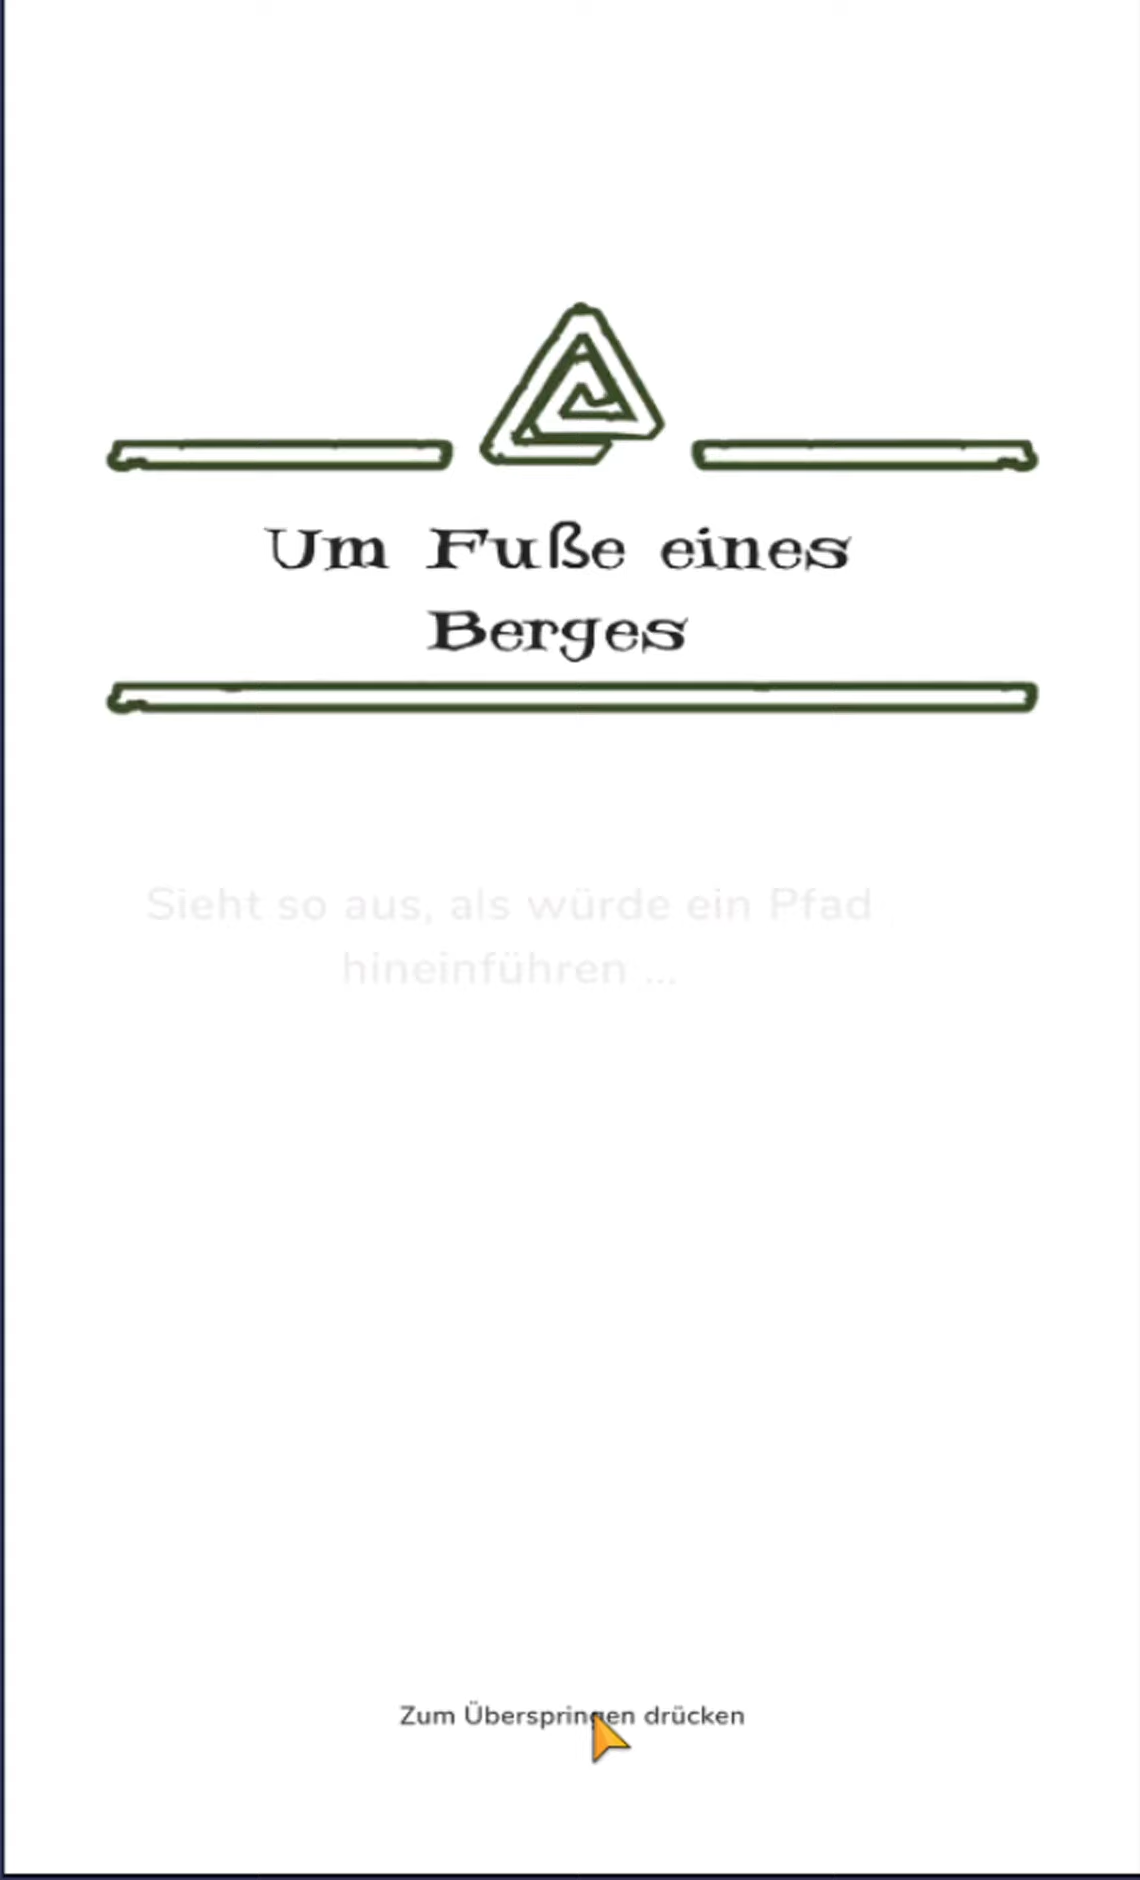 Um Fuße eines
Berges
Sieht so aus, als würde ein Pfad
hineinführen ...
Zum Überspringen drücken